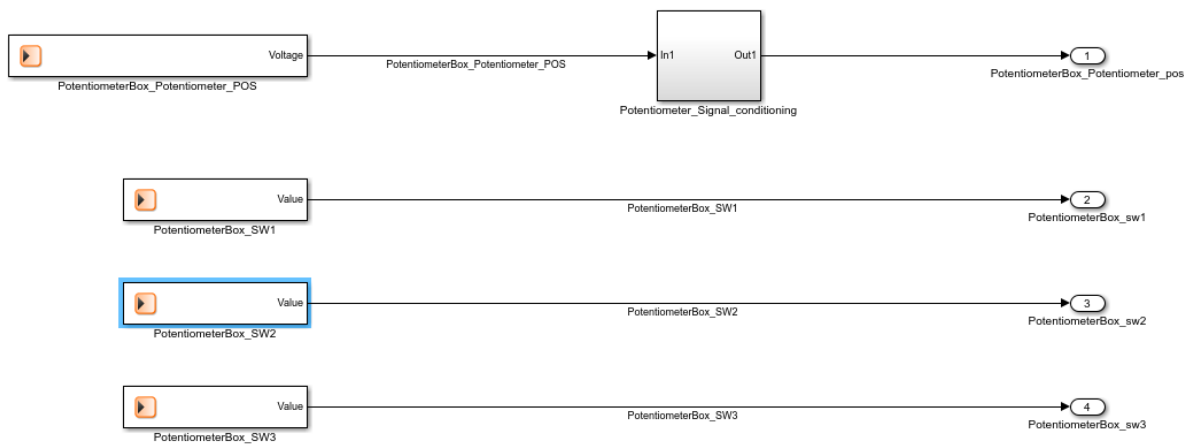 Voltage
PotentiometerBox_Potentiometer_POS
PotentiometerBox_Potentiometer_POS
In1
Out1
Potentiometer_Signal_conditioning
1
PotentiometerBox_Potentiometer_pos
Value
PotentiometerBox_SW1
PotentiometerBox_SW1
2
PotentiometerBox_sw1
Value
PotentiometerBox_SW2
PotentiometerBox_SW2
3
PotentiometerBox_sw2
Value
PotentiometerBox_SW3
PotentiometerBox_SW3
4
PotentiometerBox_sw3